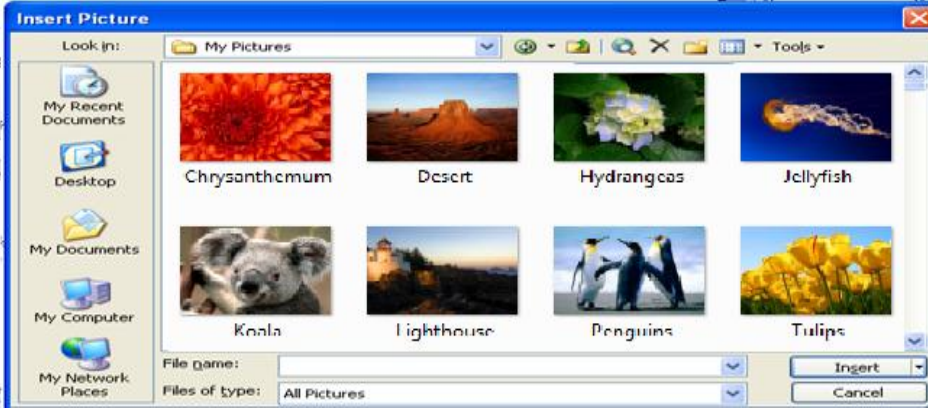 Insert Picture
Look in:
My Pictures
Tools
My Recent
Documents
Desktop
My Documents
My Computer
My Network
Places
Chrysanthemum
Desert
Hydrangeas
Jellyfish
Koala
Lighthouse
Penguins
Tulips
File name:
Files of type:
All Pictures
Insert
Cancel